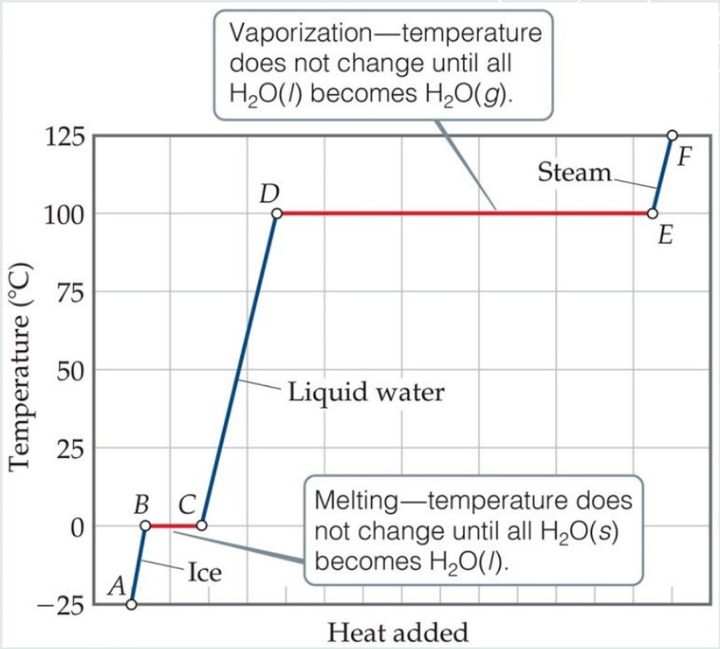 Vaporization—temperature
does not change until all
H₂O(l) becomes H₂O(g).
125
F
Steam
D
100
E
75
Temperature (°C)
50
Liquid water
25
B
C
Melting—temperature does
not change until all H₂O(s)
becomes H₂O(l).
0
Ice
A
−25
Heat added